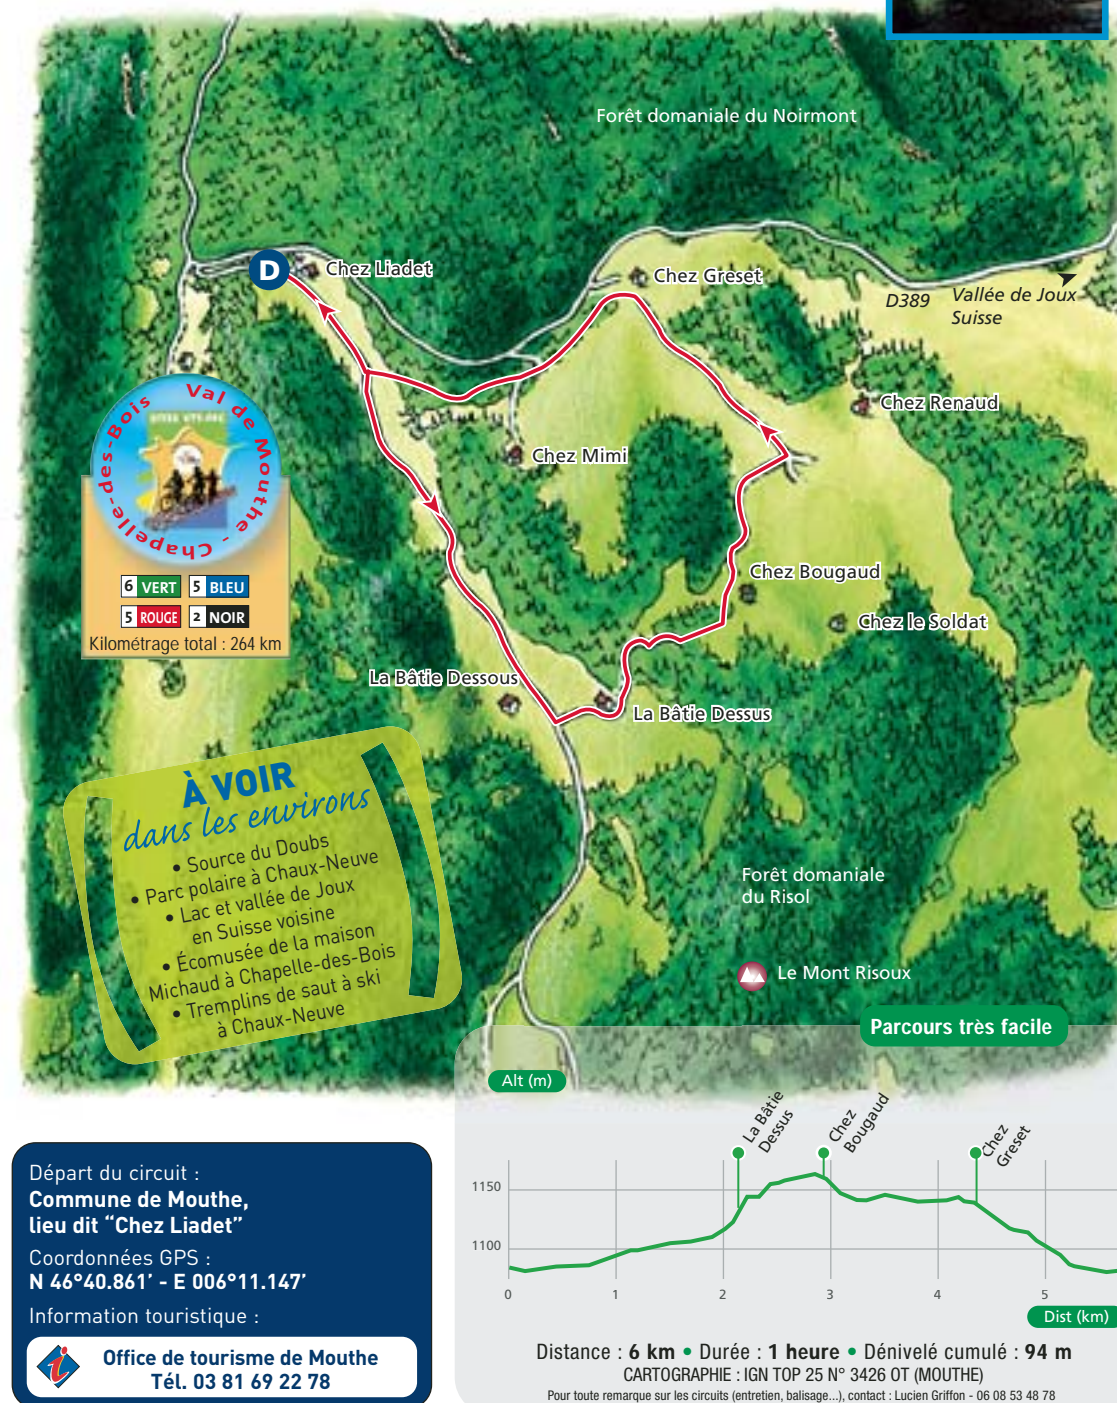 Forêt domaniale du Noirmont
D
Chez Liadet
Chez Greset
D389
Vallée de Joux
Suisse
Chez Renaud
Chez Mimi
Val de Mouthe - Chapelle-des-Bois
6 VERT 5 BLEU
5 ROUGE 2 NOIR
Kilométrage total : 264 km
Chez Bougaud
Chez le Soldat
La Bâtie Dessous
La Bâtie Dessus
À VOIR
dans les environs
• Source du Doubs
• Parc polaire à Chaux-Neuve
• Lac et vallée de Joux
en Suisse voisine
• Écomusée de la maison
Michaud à Chapelle-des-Bois
• Tremplins de saut à ski
à Chaux-Neuve
Forêt domaniale
du Risol
Le Mont Risoux
Parcours très facile
Alt (m)
La Bâtie
Dessus
Chez
Bougaud
Chez
Greset
1150
1100
0 1 2 3 4 5
Dist (km)
Distance : 6 km • Durée : 1 heure • Dénivelé cumulé : 94 m
CARTOGRAPHIE : IGN TOP 25 N° 3426 OT (MOUTHE)
Pour toute remarque sur les circuits (entretien, balisage...), contact : Lucien Griffon - 06 08 53 48 78
Départ du circuit :
Commune de Mouthe,
lieu dit “Chez Liadet”
Coordonnées GPS :
N 46°40.861’ - E 006°11.147’
Information touristique :
i
Office de tourisme de Mouthe
Tél. 03 81 69 22 78